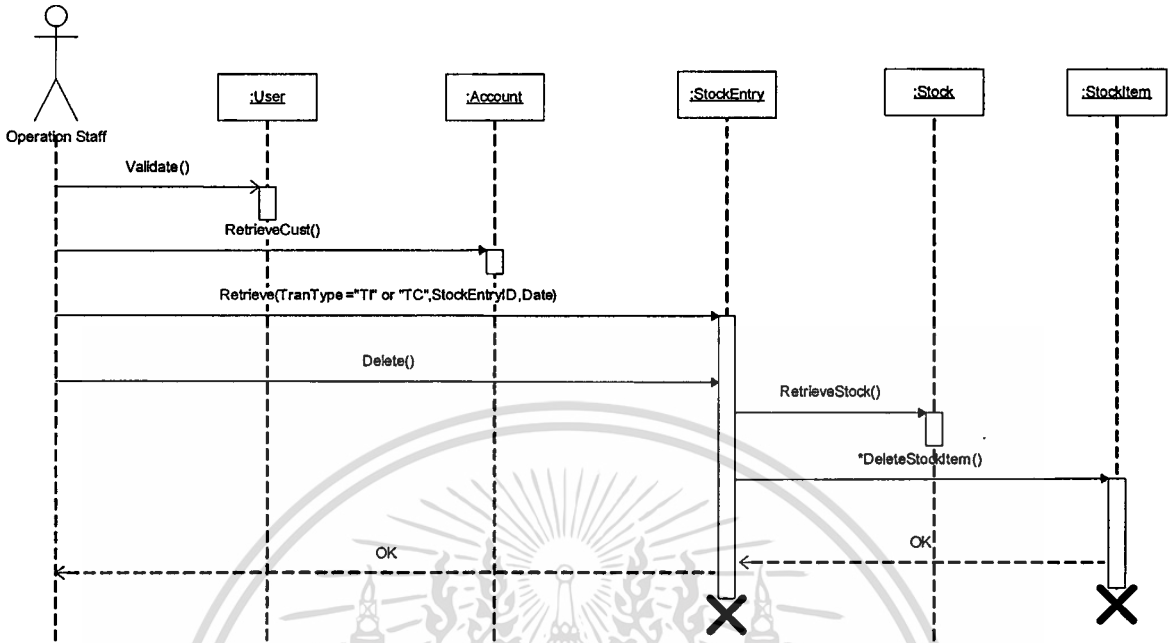 :User
:Account
:StockEntry
:Stock
:StockItem
Operation Staff
Validate()
RetrieveCust()
Retrieve(TranType ="TI" or "TC",StockEntryID,Date)
Delete()
RetrieveStock()
*DeleteStockItem()
OK
OK